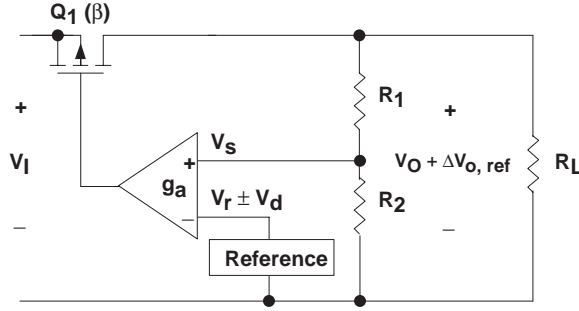 Q1 (β)
+
VI
–
Vs
+
ga
–
Vr ± Vd
Reference
R1
R2
+
VO + ΔVo, ref
–
RL